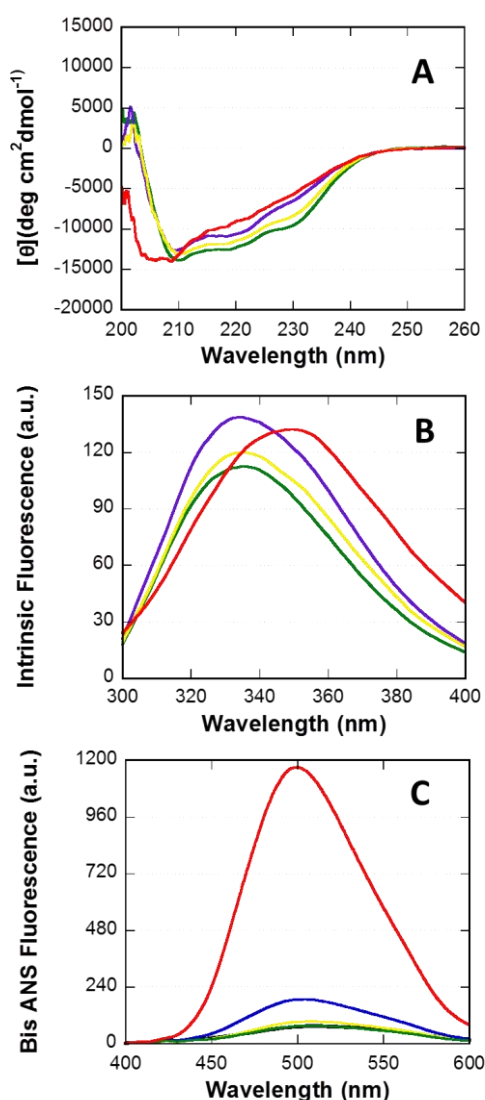 A
[θ](deg cm2dmol-1)
15000
10000
5000
0
-5000
-10000
-15000
-20000
200 210 220 230 240 250 260
Wavelength (nm)
B
Intrinsic Fluorescence (a.u.)
150
120
90
60
30
0
300 320 340 360 380 400
Wavelength (nm)
C
Bis ANS Fluorescence (a.u.)
1200
960
720
480
240
0
400 450 500 550 600
Wavelength (nm)